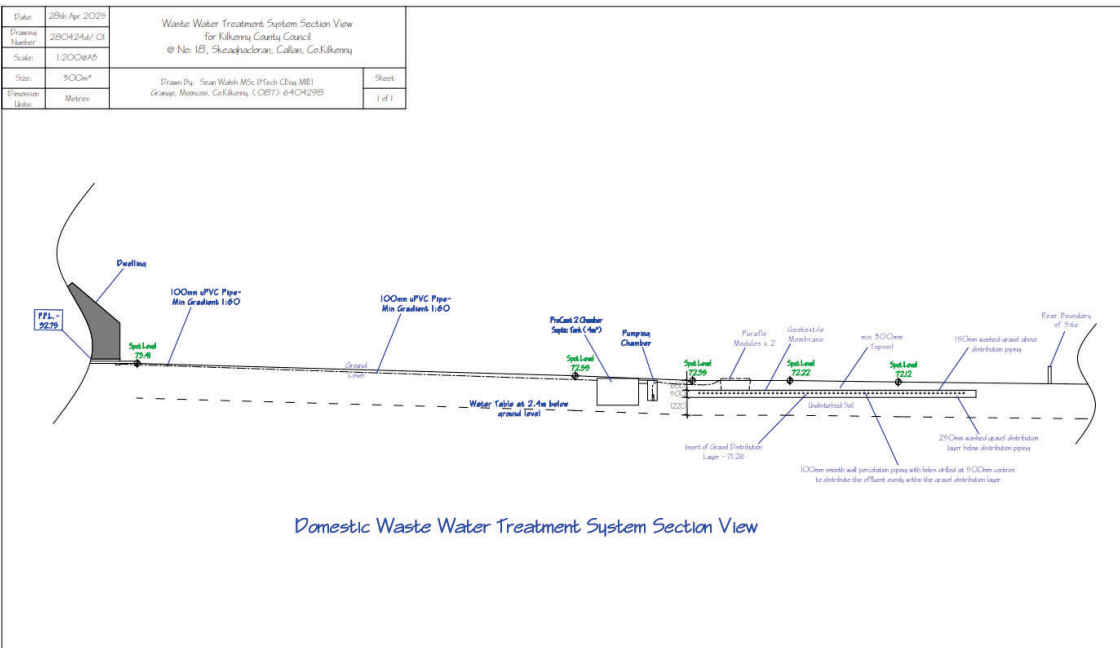 Date:
28th Apr 2025
Drawing
Number
280424d/ 01
Scale:
1:200@A3
Size:
Dimension
Units:
Metres
Waste Water Treatment System Section View
for Kilkenny County Council
@ No: 18, Skeaghacloran, Callan, Co.Kilkenny
Drawn By: Sean Walsh MSc BTech CEng MIEI
Grange, Mooncoin, Co.Kilkenny. ( 087) 6404298
Sheet
1 of 1
Dwelling
100mm uPVC Pipe-
Min Gradient 1:60
100mm uPVC Pipe-
Min Gradient 1:60
F.F.L. -
Spot Level
73.41
Ground
Level
Spot Level
ProCast 2 Chamber
Septic Tank ( 4m³)
Pumping
Chamber
Spot Level
Puraflo
Modules x 2
Geotextile
Membrane
Spot Level
72.22
min 300mm
Topsoil
Spot Level
72.12
150mm washed gravel above
distribution piping
Rear Boundary
of Site
Water Table at 2.4m below
ground level
1220
Undisturbed Soil
Invert of Gravel Distribution
Layer - 71.26
250mm washed gravel distribution
layer below distribution piping
100mm smooth wall percolation piping with holes drilled at 300mm centres
to distribute the effluent evenly within the gravel distribution layer
Domestic Waste Water Treatment System Section View